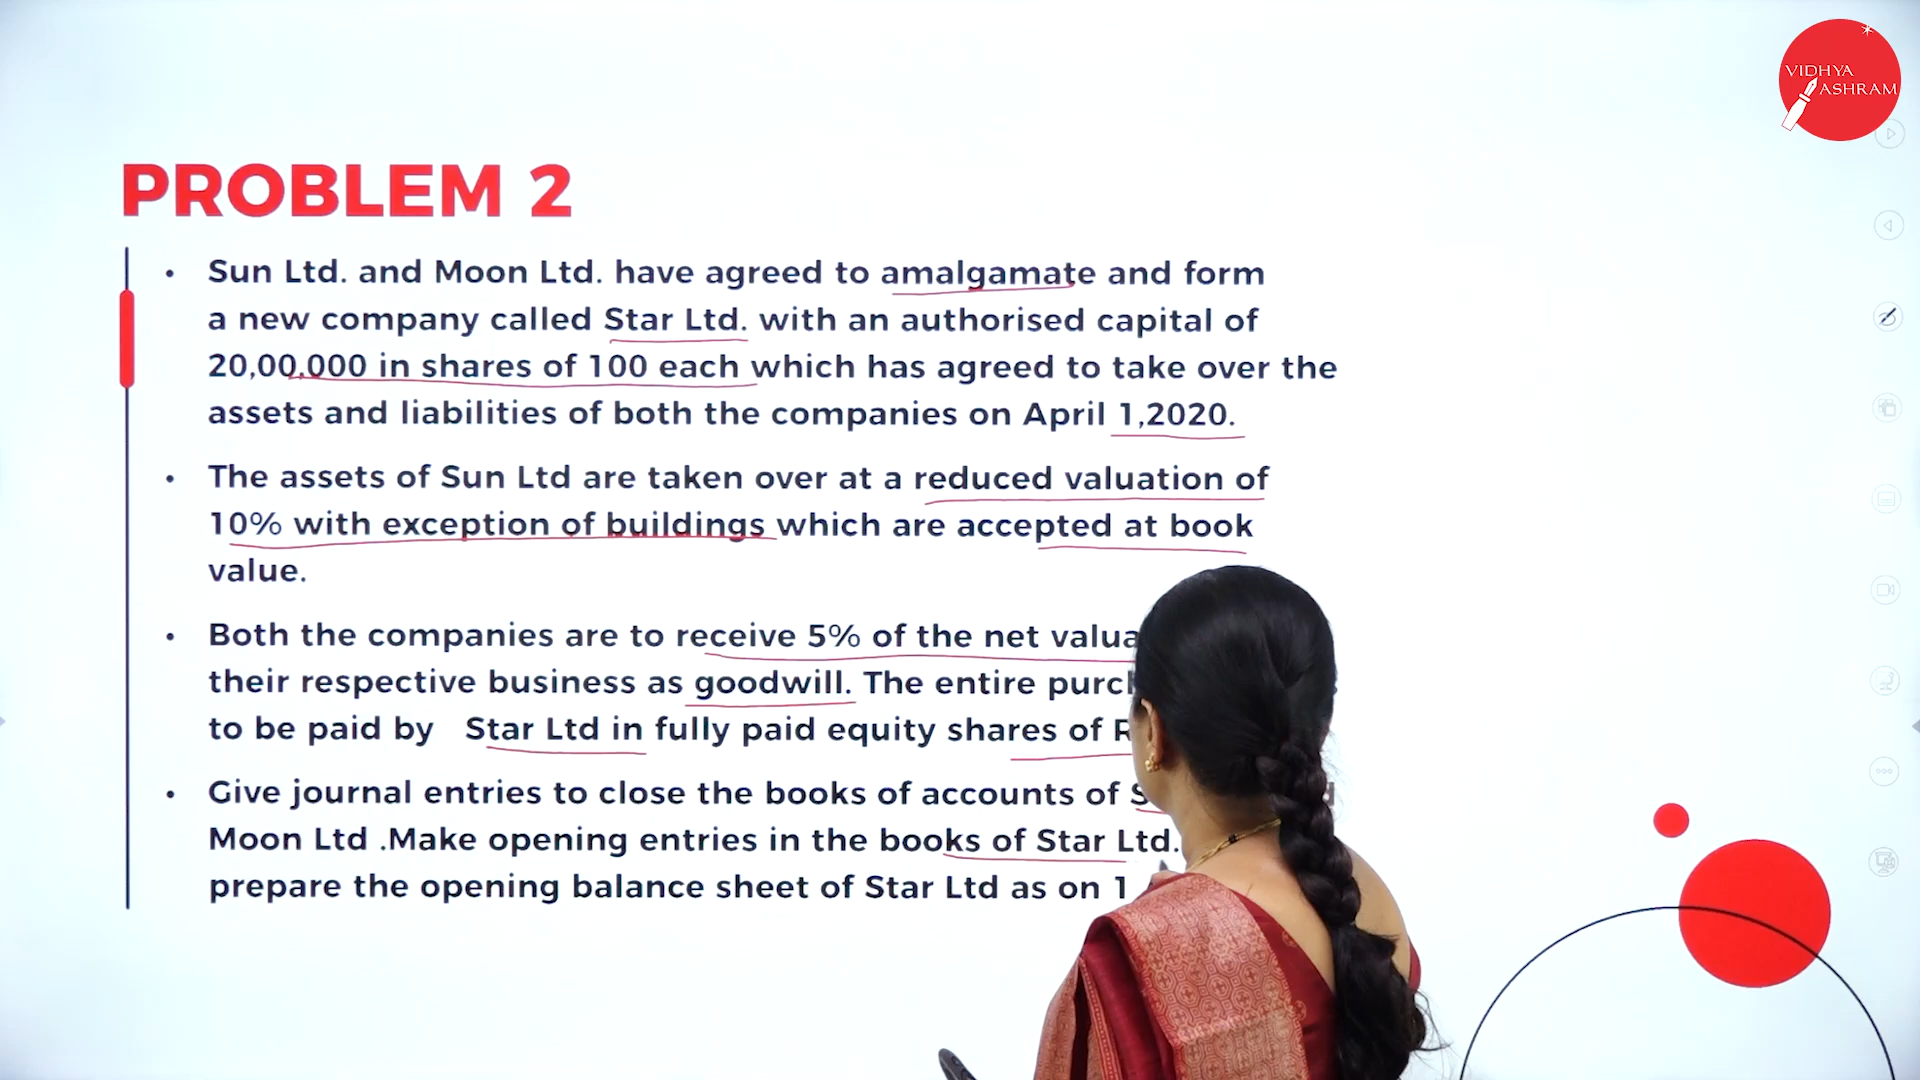 VIDHYA
ASHRAM
PROBLEM 2
• Sun Ltd. and Moon Ltd. have agreed to amalgamate and form
a new company called Star Ltd. with an authorised capital of
20,00,000 in shares of 100 each which has agreed to take over the
assets and liabilities of both the companies on April 1,2020.
• The assets of Sun Ltd are taken over at a reduced valuation of
10% with exception of buildings which are accepted at book
value.
• Both the companies are to receive 5% of the net
their respective business as goodwill. The entire
to be paid by Star Ltd in fully paid equity shares of
• Give journal entries to close the books of accounts of
Moon Ltd .Make opening entries in the books of Star Ltd.
prepare the opening balance sheet of Star Ltd as on 1